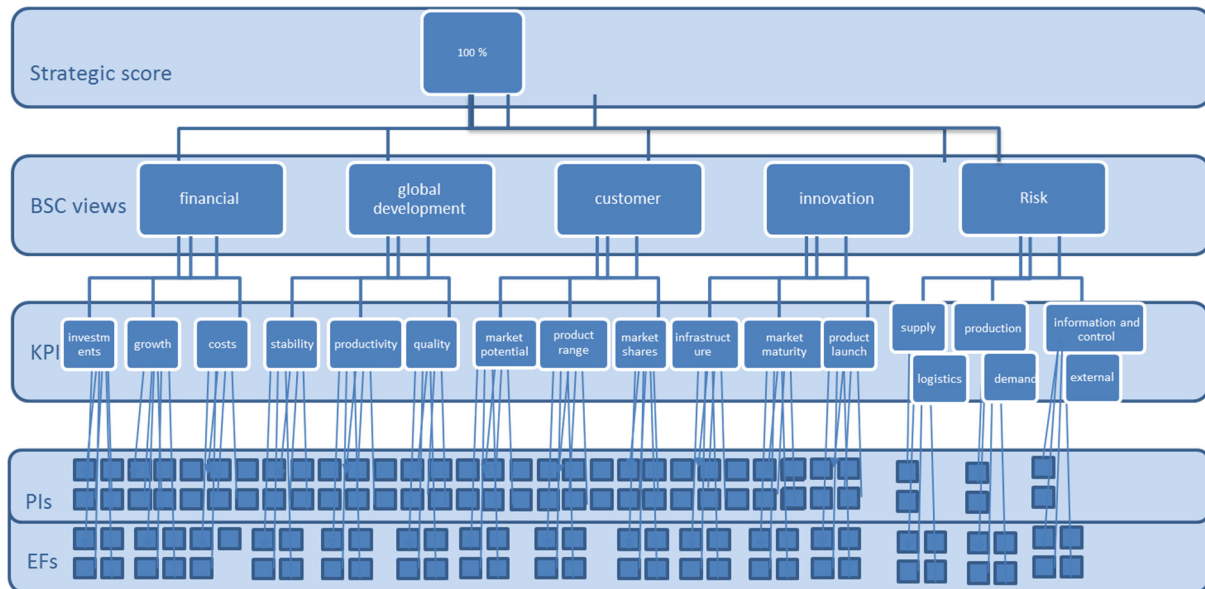 100 %
Strategic score
BSC views
financial
global
development
customer
innovation
Risk
KPI
investm
ents
growth
costs
stability
productivity
quality
market
potential
product
range
market
shares
infrastruct
ure
market
maturity
product
launch
supply
production
information and
control
logistics
demand
external
PIs
EFs